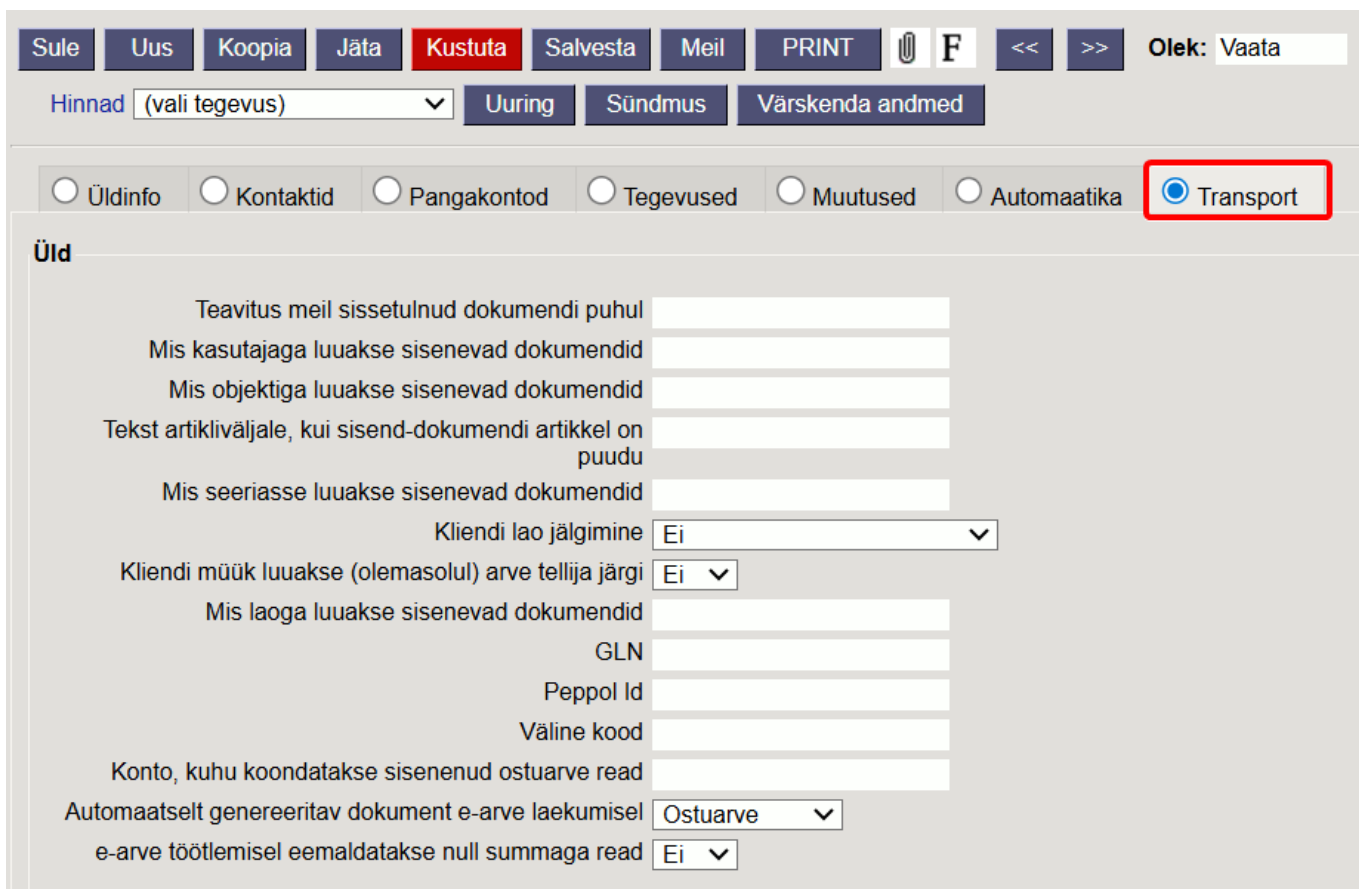 Sule Uus Koopia Jäta Kustuta Salvesta Meil PRINT F << >> Olek: Vaata
Hinnad (vali tegevus) Uuring Sündmus Värskenda andmed
Üldinfo Kontaktid Pangakontod Tegevused Muutused Automaatika Transport
Üld
Teavitus meil sissetulnud dokumendi puhul
Mis kasutajaga luuakse sisenevad dokumendid
Mis objektiga luuakse sisenevad dokumendid
Tekst artikliväljale, kui sisend-dokumendi artikkel on
puudu
Mis seeriasse luuakse sisenevad dokumendid
Kliendi lao jälgimine Ei
Kliendi müük luuakse (olemasolul) arve tellija järgi Ei
Mis laoga luuakse sisenevad dokumendid
GLN
Peppol Id
Väline kood
Konto, kuhu koondatakse sisenenud ostuarve read
Automaatselt genereeritav dokument e-arve laekumisel Ostuarve
e-arve töötlemisel eemaldatakse null summaga read Ei